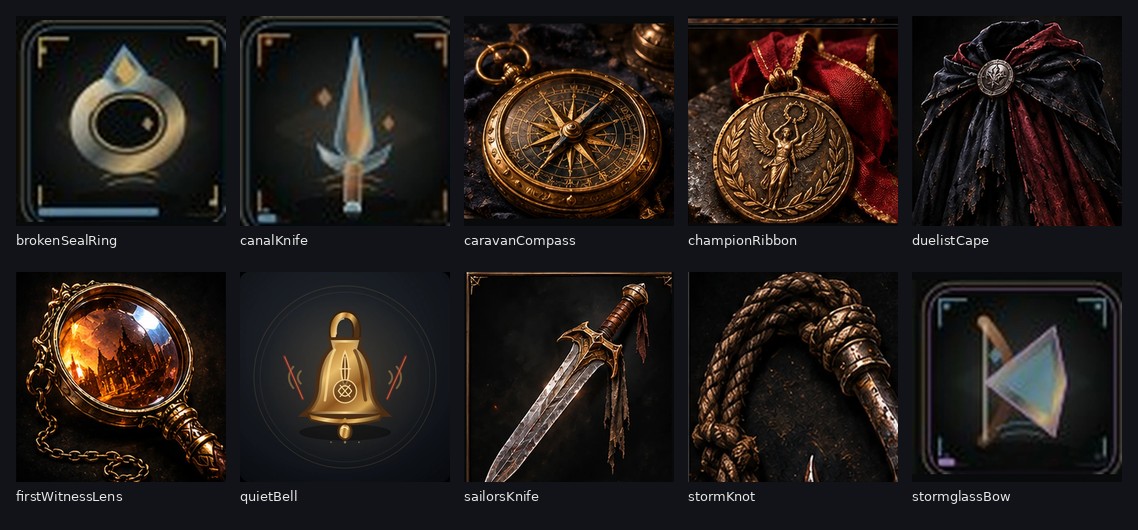 brokenSealRing
canalKnife
caravanCompass
championRibbon
duelistCape
firstWitnessLens
quietBell
sailorsKnife
stormKnot
stormglassBow